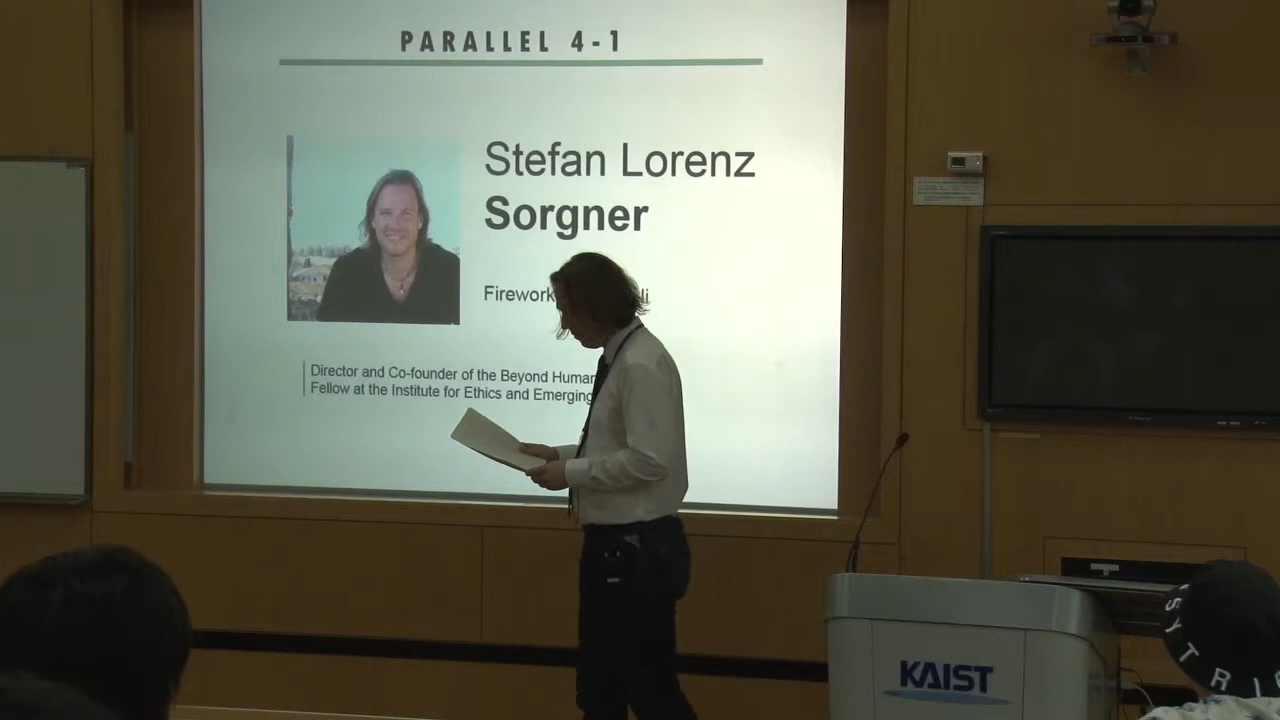 PARALLEL 4-1
Stefan Lorenz
Sorgner
Firework
Director and Co-founder of the Beyond Human
Fellow at the Institute for Ethics and Emerging
KAIST
SYTRI